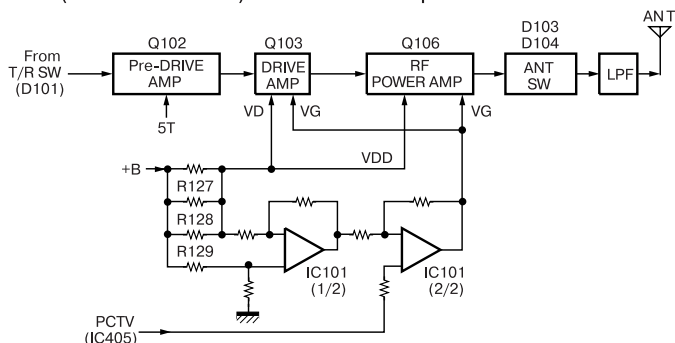 ANT
Q102
Q103
Q106
D103
D104
From
T/R SW
(D101)
Pre-DRIVE
AMP
DRIVE
AMP
RF
POWER AMP
ANT
SW
LPF
5T
VD
VG
VG
+B
VDD
R127
R128
R129
IC101
(1/2)
IC101
(2/2)
PCTV
(IC405)